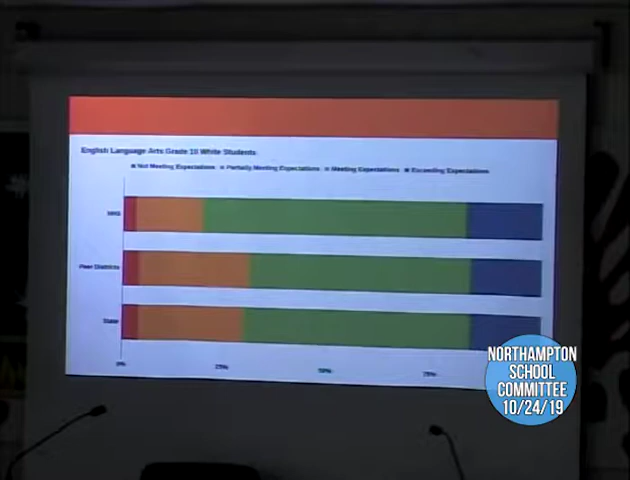 English Language Arts Grade 10 White Students
Not Meeting Expectations Partially Meeting Expectations Meeting Expectations Exceeding Expectations
NHS
Peer Districts
State
0% 25% 50% 75%
NORTHAMPTON
SCHOOL
COMMITTEE
10/24/19